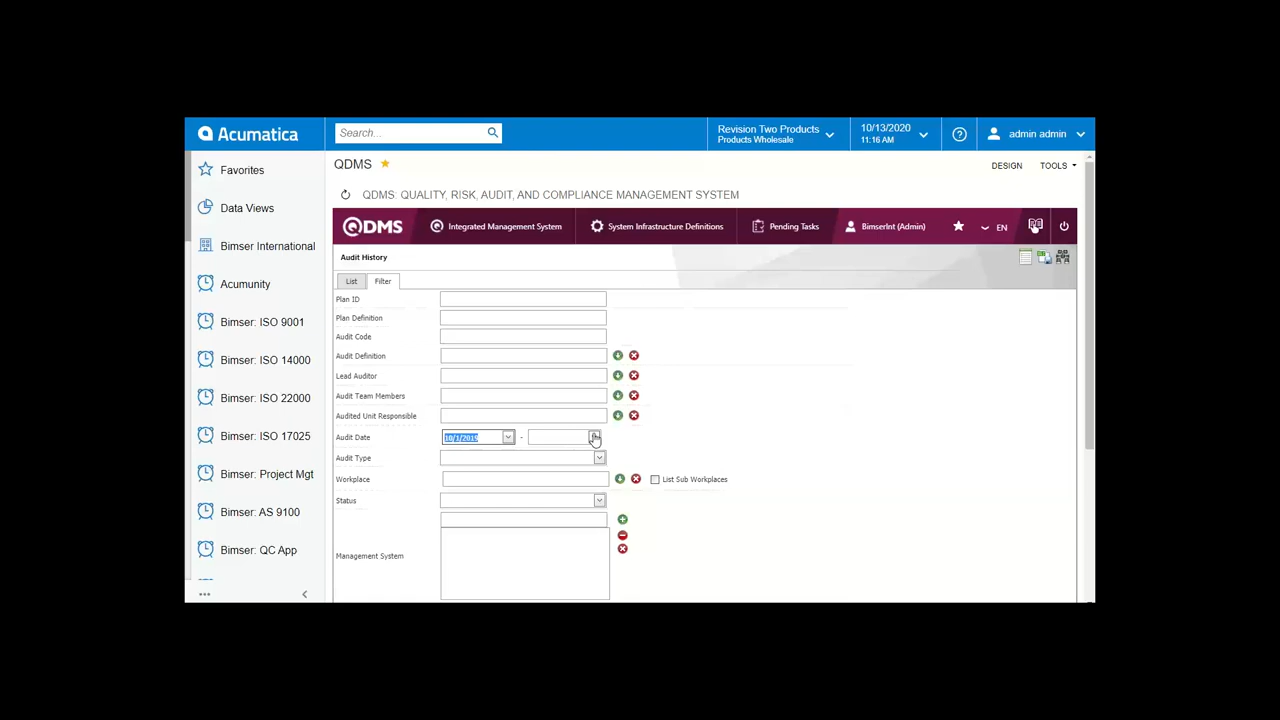 Acumatica
Search...
Revision Two Products
Products Wholesale
10/13/2020
11:16 AM
admin admin
Favorites
Data Views
Bimser International
Acumunity
Bimser: ISO 9001
Bimser: ISO 14000
Bimser: ISO 22000
Bimser: ISO 17025
Bimser: Project Mgt
Bimser: AS 9100
Bimser: QC App
QDMS
DESIGN
TOOLS
QDMS: QUALITY, RISK, AUDIT, AND COMPLIANCE MANAGEMENT SYSTEM
QDMS
Integrated Management System
System Infrastructure Definitions
Pending Tasks
BimserInt (Admin)
EN
Audit History
List
Filter
Plan ID
Plan Definition
Audit Code
Audit Definition
Lead Auditor
Audit Team Members
Audited Unit Responsible
Audit Date
10/1/2019
-
Audit Type
Workplace
List Sub Workplaces
Status
Management System